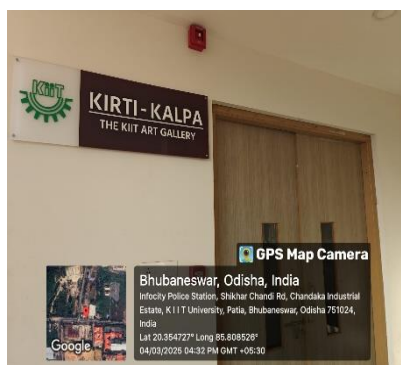 KIIT
KIRTI-KALPA
THE KIIT ART GALLERY
GPS Map Camera
Bhubaneswar, Odisha, India
Infocity Police Station, Shikhar Chandi Rd, Chandaka Industrial
Estate, K I I T University, Patia, Bhubaneswar, Odisha 751024,
India
Lat 20.354727° Long 85.808526°
04/03/2025 04:32 PM GMT +05:30
Google